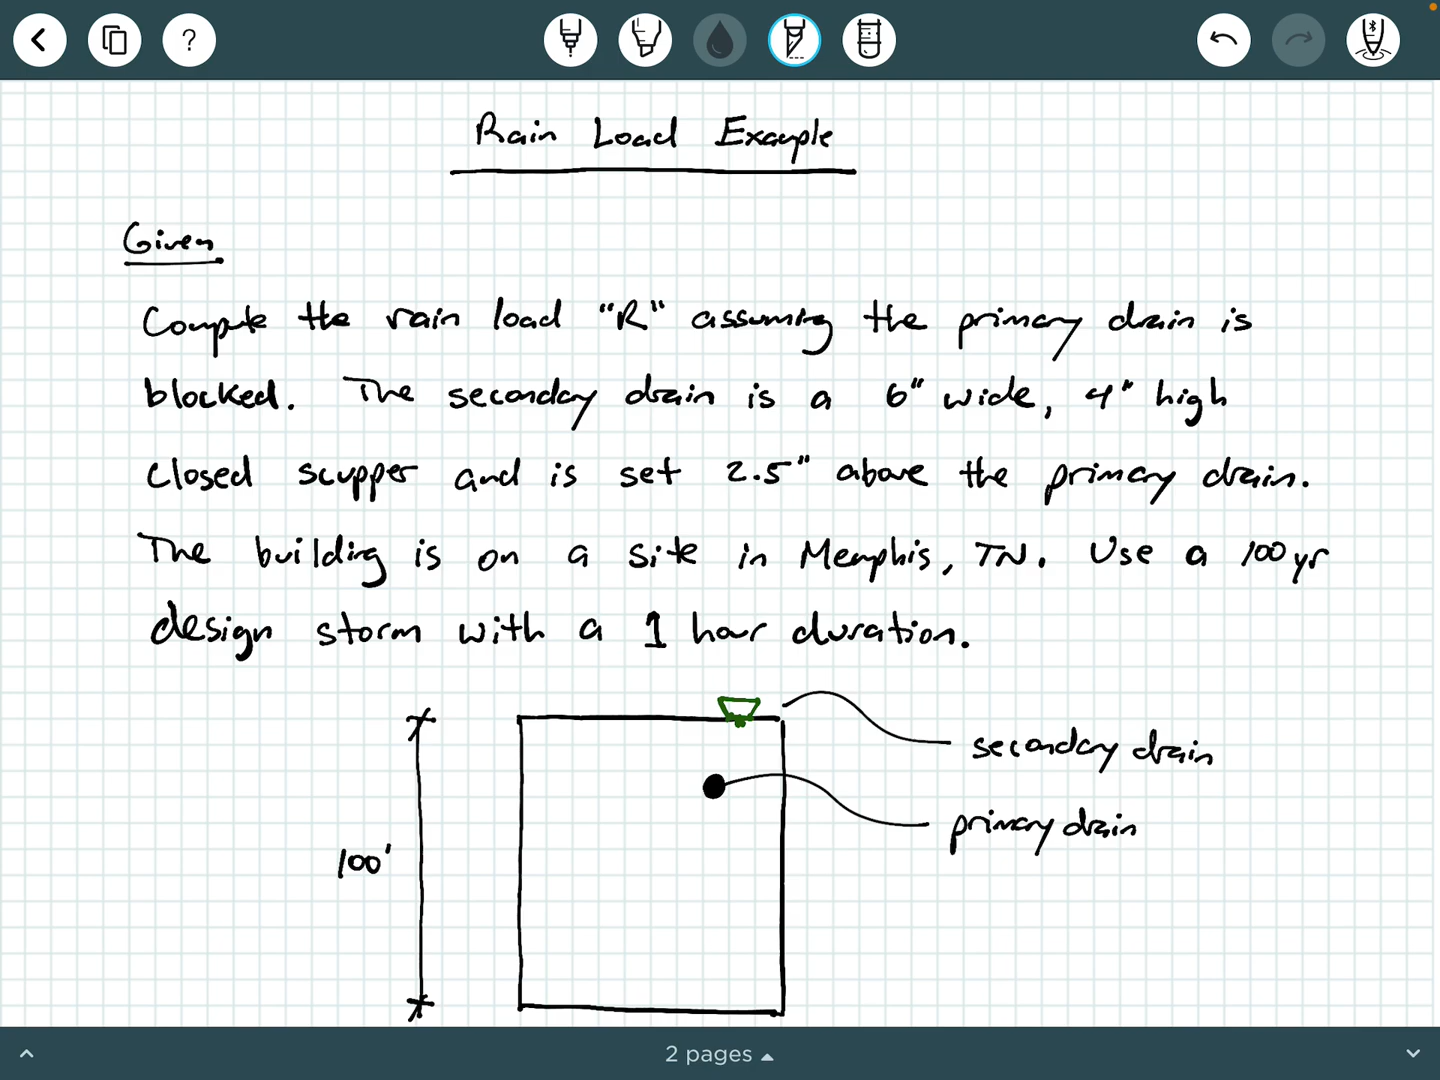 Rain Load Example
Given
Compute the rain load "R" assuming the primary drain is
blocked. The secondary drain is a 6" wide, 4" high
closed scupper and is set 2.5" above the primary drain.
The building is on a site in Memphis, TN. Use a 100 yr
design storm with a 1 hour duration.
secondary drain
primary drain
100'
2 pages